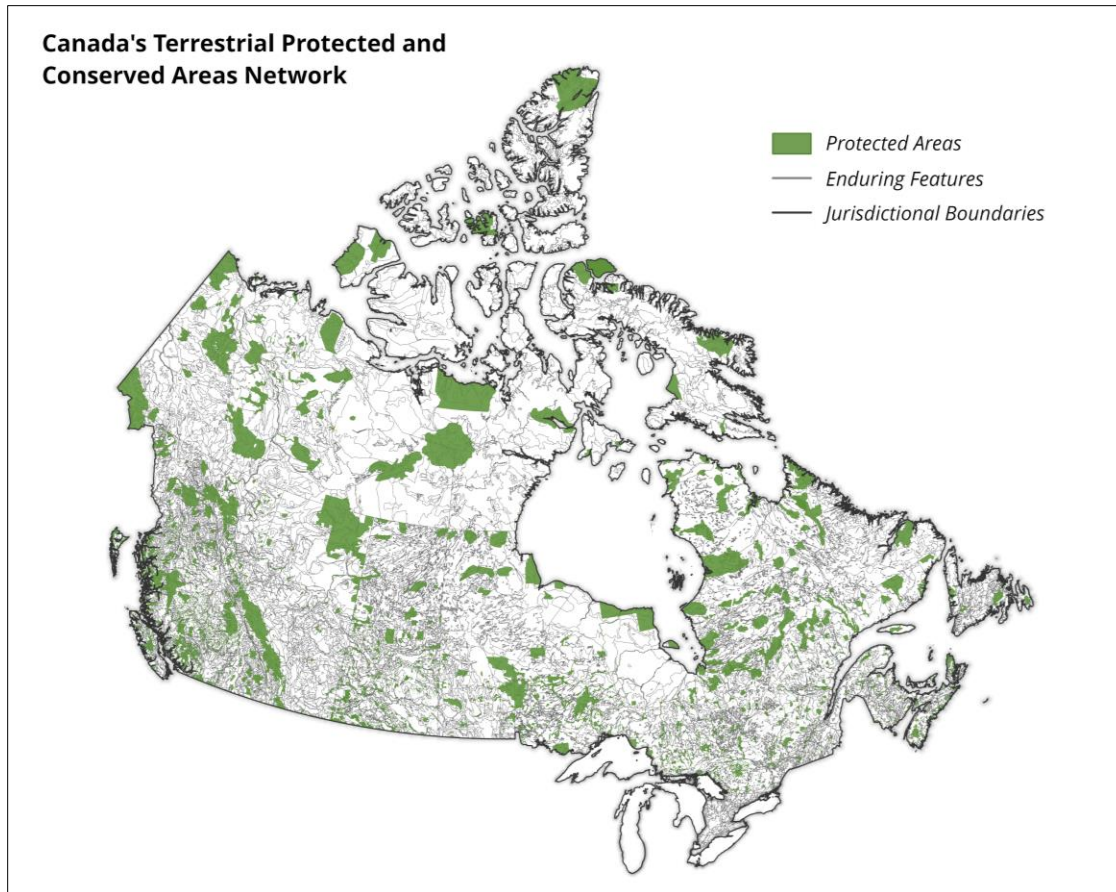 Canada's Terrestrial Protected and
Conserved Areas Network
Protected Areas
Enduring Features
Jurisdictional Boundaries